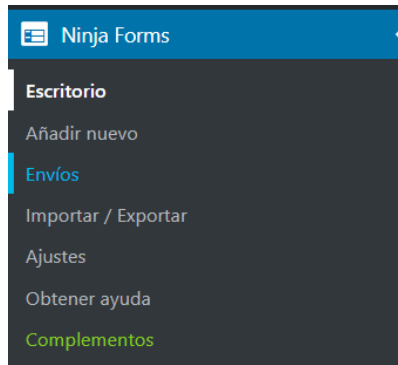 Ninja Forms
Escritorio
Añadir nuevo
Envíos
Importar / Exportar
Ajustes
Obtener ayuda
Complementos